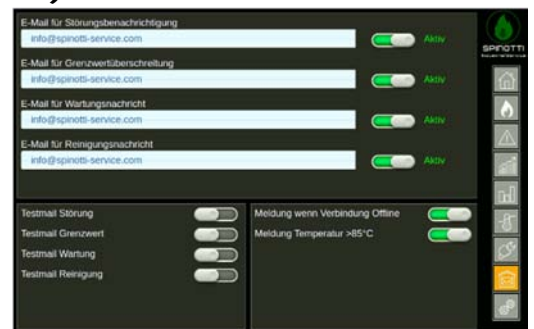 E-Mail für Störungsbenachrichtigung
info@spinotti-service.com
Aktiv
SPINOTTI
E-Mail für Grenzwertüberschreitung
info@spinotti-service.com
Aktiv
E-Mail für Wartungsnachricht
info@spinotti-service.com
Aktiv
E-Mail für Reinigungsnachricht
info@spinotti-service.com
Aktiv
Testmail Störung
Testmail Grenzwert
Testmail Wartung
Testmail Reinigung
Meldung wenn Verbindung Offline
Meldung Temperatur >85°C